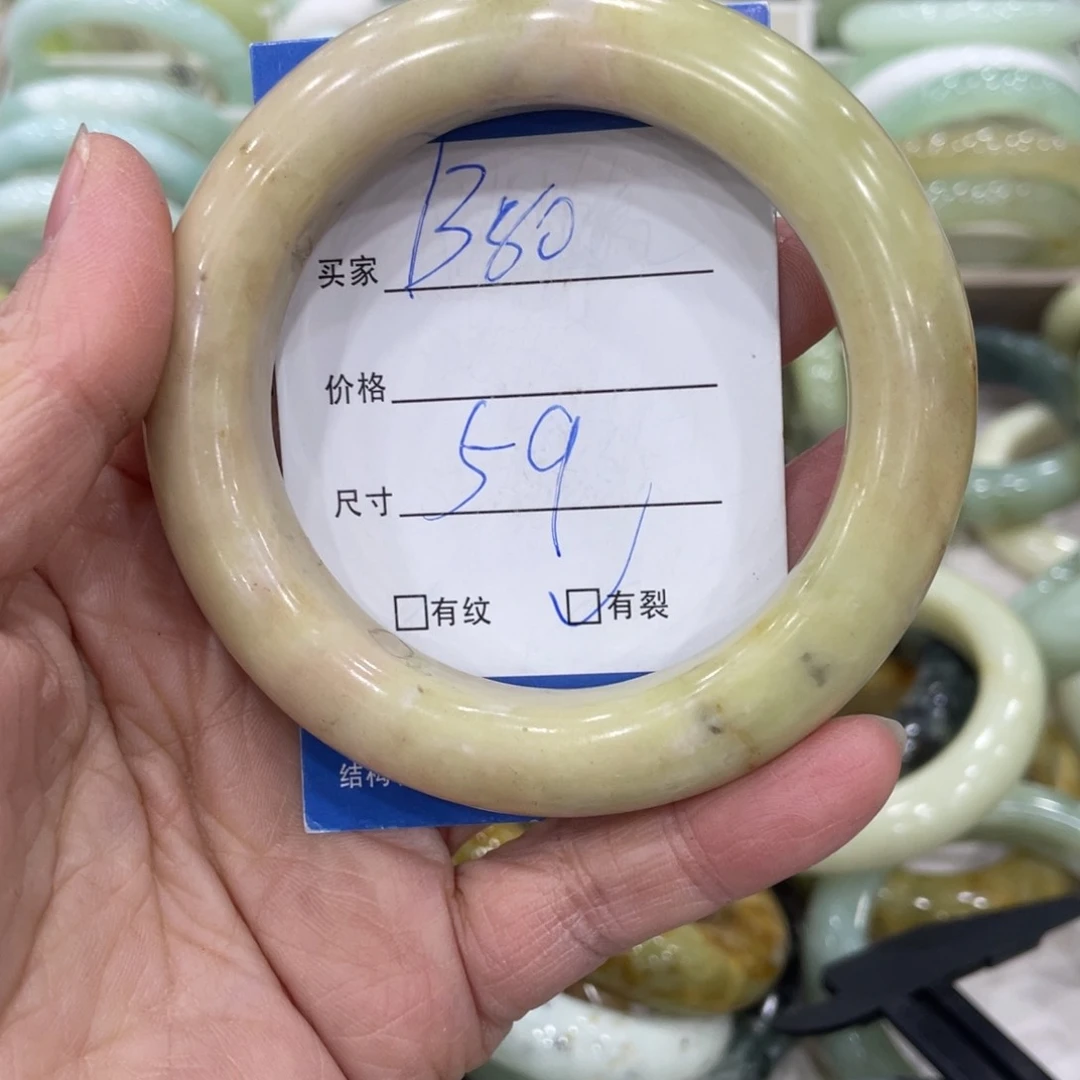 买家 B80
价格
尺寸 59
有纹 有裂
结构